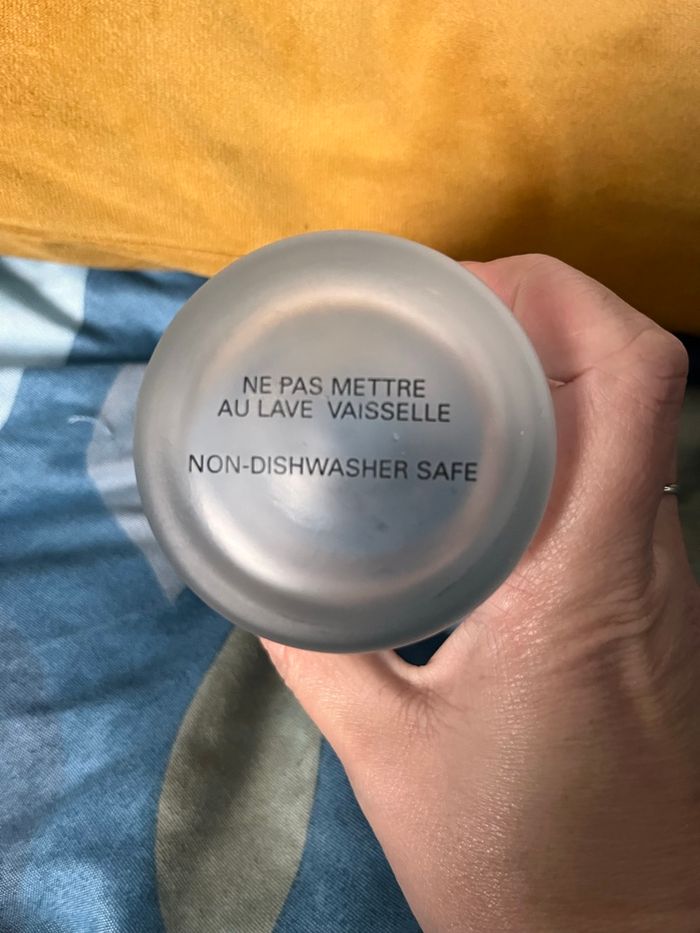 NE PAS METTRE
AU LAVE VAISSELLE
NON-DISHWASHER SAFE